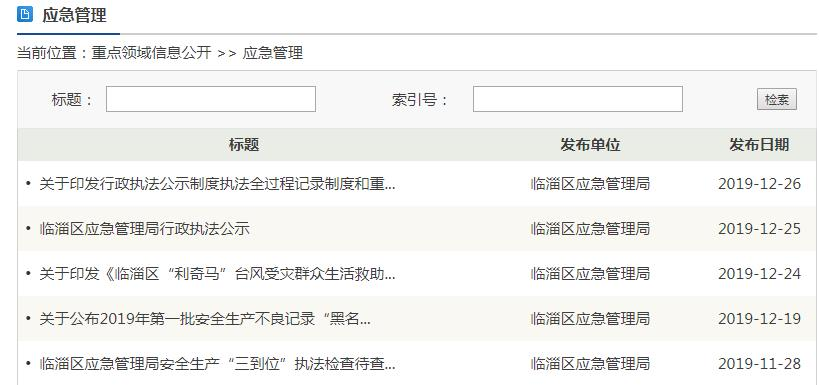 应急管理
当前位置：重点领域信息公开 >> 应急管理
标题： 索引号： 检索
标题 发布单位 发布日期
• 关于印发行政执法公示制度执法全过程记录制度和重... 临淄区应急管理局 2019-12-26
• 临淄区应急管理局行政执法公示 临淄区应急管理局 2019-12-25
• 关于印发《临淄区“利奇马”台风受灾群众生活救助... 临淄区应急管理局 2019-12-24
• 关于公布2019年第一批安全生产不良记录“黑名... 临淄区应急管理局 2019-12-19
• 临淄区应急管理局安全生产“三到位”执法检查待查... 临淄区应急管理局 2019-11-28